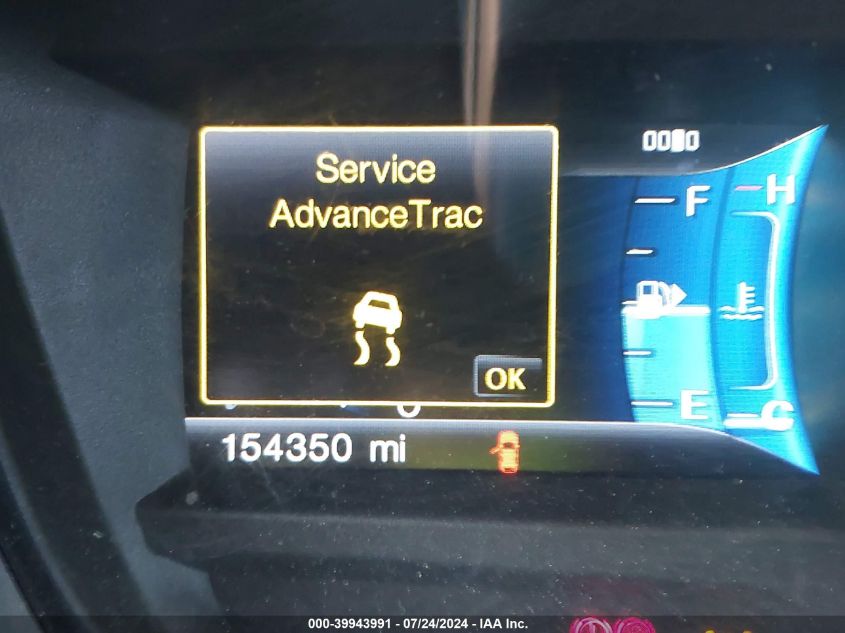 Service
AdvanceTrac
OK
F
H
E
C
154350 mi
000-39943991 / 07/24/2024 - IAA Inc.